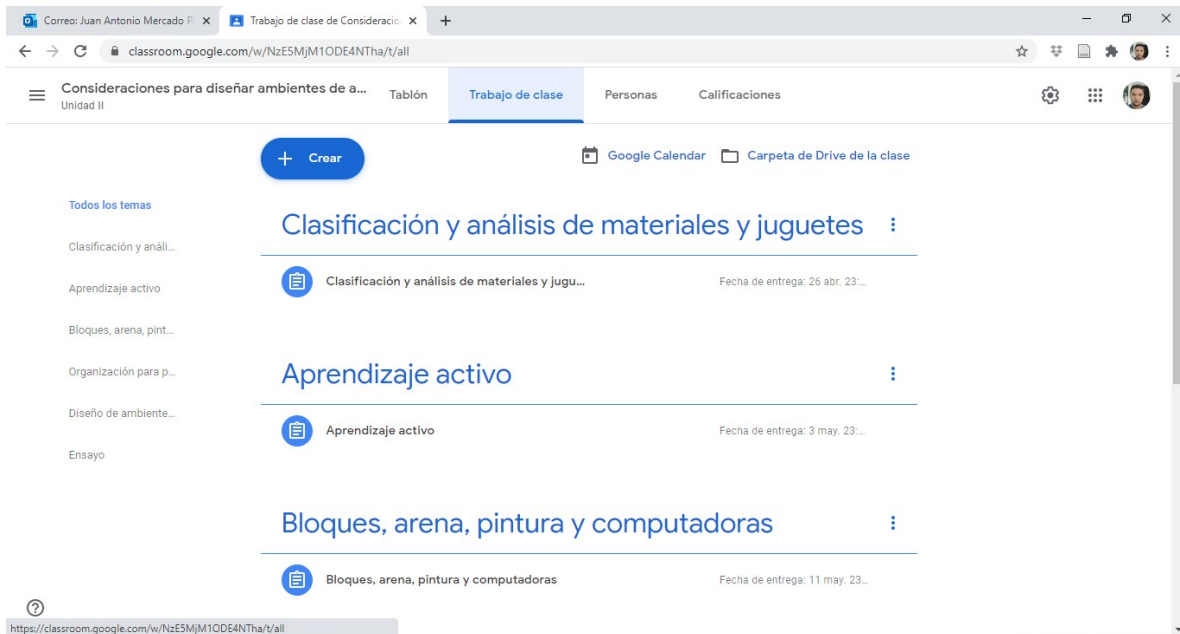 Correo: Juan Antonio Mercado P
Trabajo de clase de Consideracio
classroom.google.com/w/NzE5MjM1ODE4NTha/t/all
Consideraciones para diseñar ambientes de a...
Unidad II
Tablón
Trabajo de clase
Personas
Calificaciones
Crear
Google Calendar
Carpeta de Drive de la clase
Todos los temas
Clasificación y análi...
Aprendizaje activo
Bloques, arena, pint...
Organización para p...
Diseño de ambiente...
Ensayo
Clasificación y análisis de materiales y juguetes
Clasificación y análisis de materiales y jugu...
Fecha de entrega: 26 abr. 23:...
Aprendizaje activo
Aprendizaje activo
Fecha de entrega: 3 may. 23:...
Bloques, arena, pintura y computadoras
Bloques, arena, pintura y computadoras
Fecha de entrega: 11 may. 23...
https://classroom.google.com/w/NzE5MjM1ODE4NTha/t/all